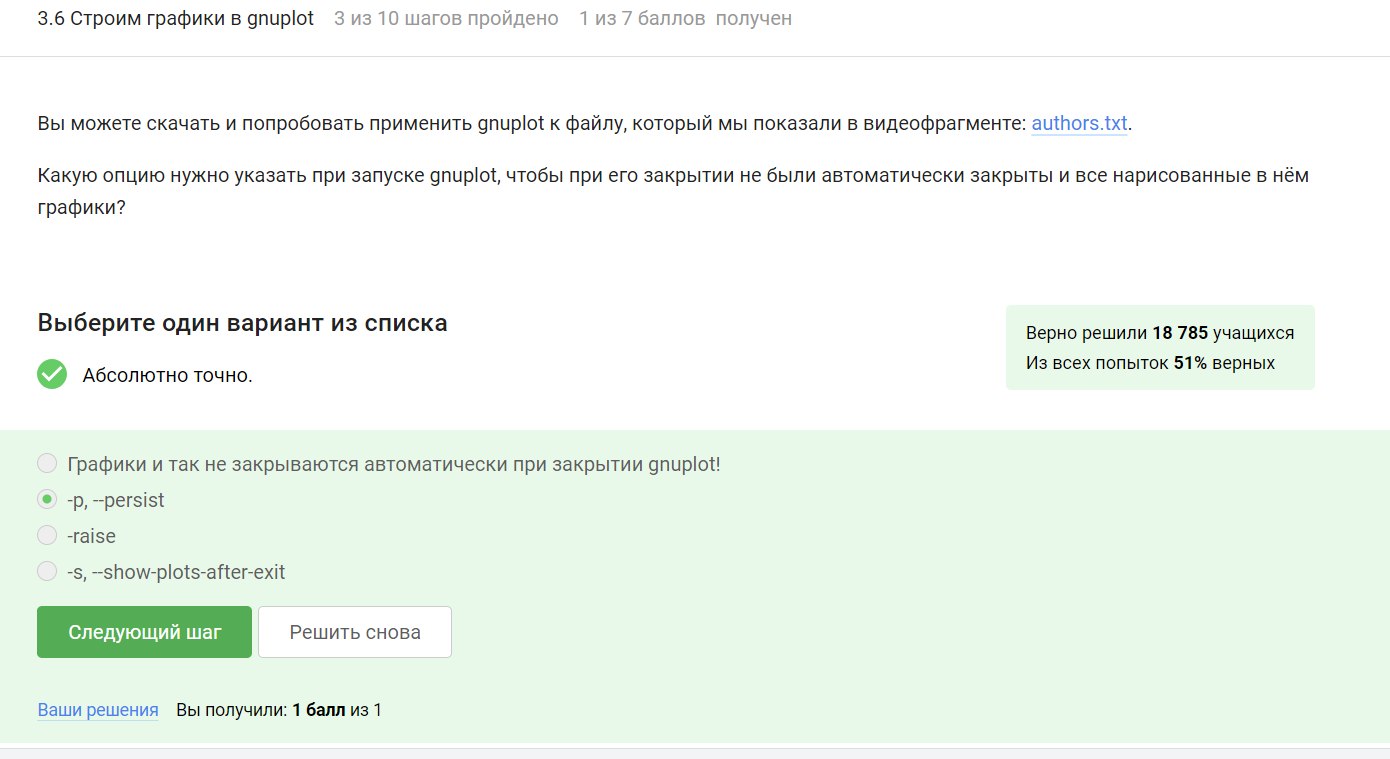 3.6 Строим графики в gnuplot 3 из 10 шагов пройдено 1 из 7 баллов получен
Вы можете скачать и попробовать применить gnuplot к файлу, который мы показали в видеофрагменте: authors.txt.
Какую опцию нужно указать при запуске gnuplot, чтобы при его закрытии не были автоматически закрыты и все нарисованные в нём
графики?
Выберите один вариант из списка
Абсолютно точно.
Верно решили 18 785 учащихся
Из всех попыток 51% верных
Графики и так не закрываются автоматически при закрытии gnuplot!
-p, --persist
-raise
-s, --show-plots-after-exit
Следующий шаг Решить снова
Ваши решения Вы получили: 1 балл из 1